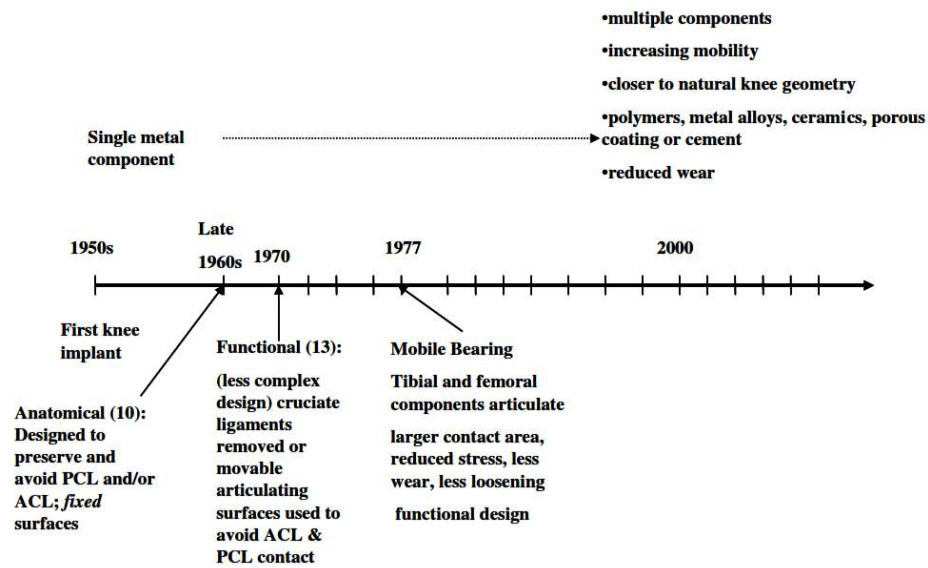 •multiple components
•increasing mobility
•closer to natural knee geometry
•polymers, metal alloys, ceramics, porous
coating or cement
•reduced wear
Single metal
component
1950s
Late
1960s
1970
1977
2000
First knee
implant
Anatomical (10):
Designed to
preserve and
avoid PCL and/or
ACL; fixed
surfaces
Functional (13):
(less complex
design) cruciate
ligaments
removed or
movable
articulating
surfaces used to
avoid ACL &
PCL contact
Mobile Bearing
Tibial and femoral
components articulate
larger contact area,
reduced stress, less
wear, less loosening
functional design